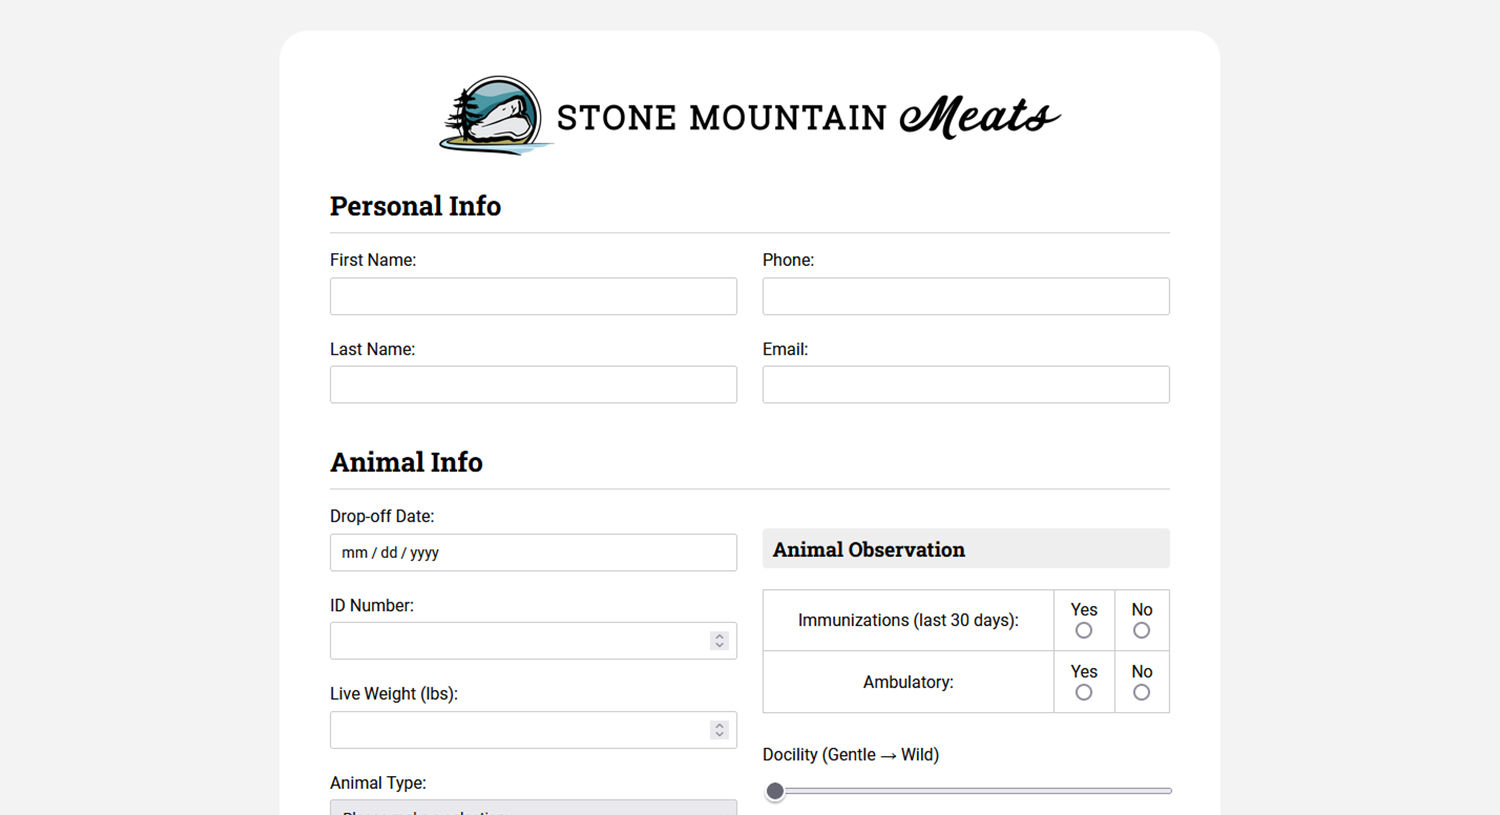 STONE MOUNTAIN Meats
Personal Info
First Name:
Phone:
Last Name:
Email:
Animal Info
Drop-off Date:
mm / dd / yyyy
ID Number:
Live Weight (lbs):
Animal Type:
Animal Observation
Immunizations (last 30 days):
Yes
No
Ambulatory:
Yes
No
Docility (Gentle → Wild)